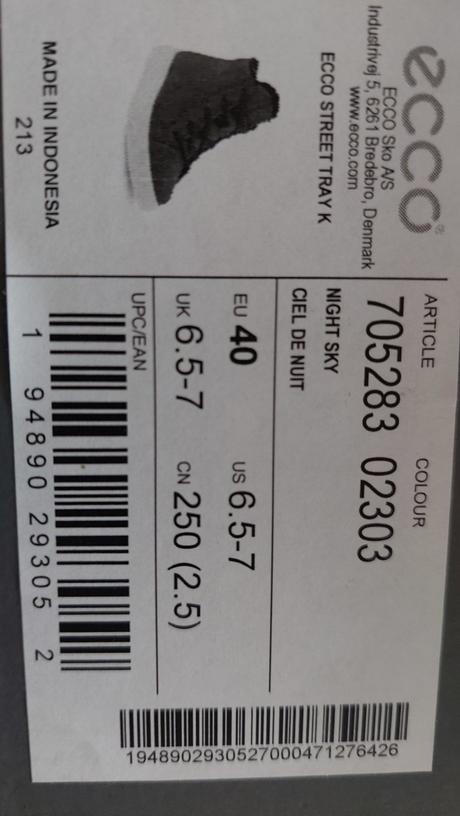 ecco®
ECCO Sko A/S
Industrivej 5, 6261 Bredebro, Denmark
www.ecco.com
ECCO STREET TRAY K
MADE IN INDONESIA
213
ARTICLE COLOUR
705283 02303
NIGHT SKY
CIEL DE NUIT
EU 40 US 6.5-7
UK 6.5-7 CN 250 (2.5)
UPC/EAN
1 94890 29305 2
1948902930527000471276426